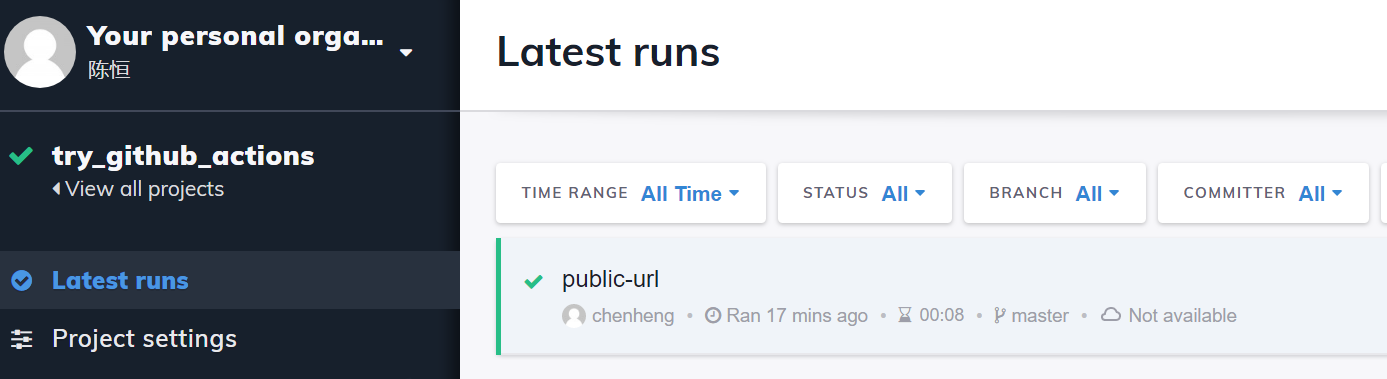 Your personal orga...
陈恒
try_github_actions
View all projects
Latest runs
Project settings
Latest runs
TIME RANGE All Time STATUS All BRANCH All COMMITTER All
public-url
chenheng • Ran 17 mins ago • 00:08 • master • Not available